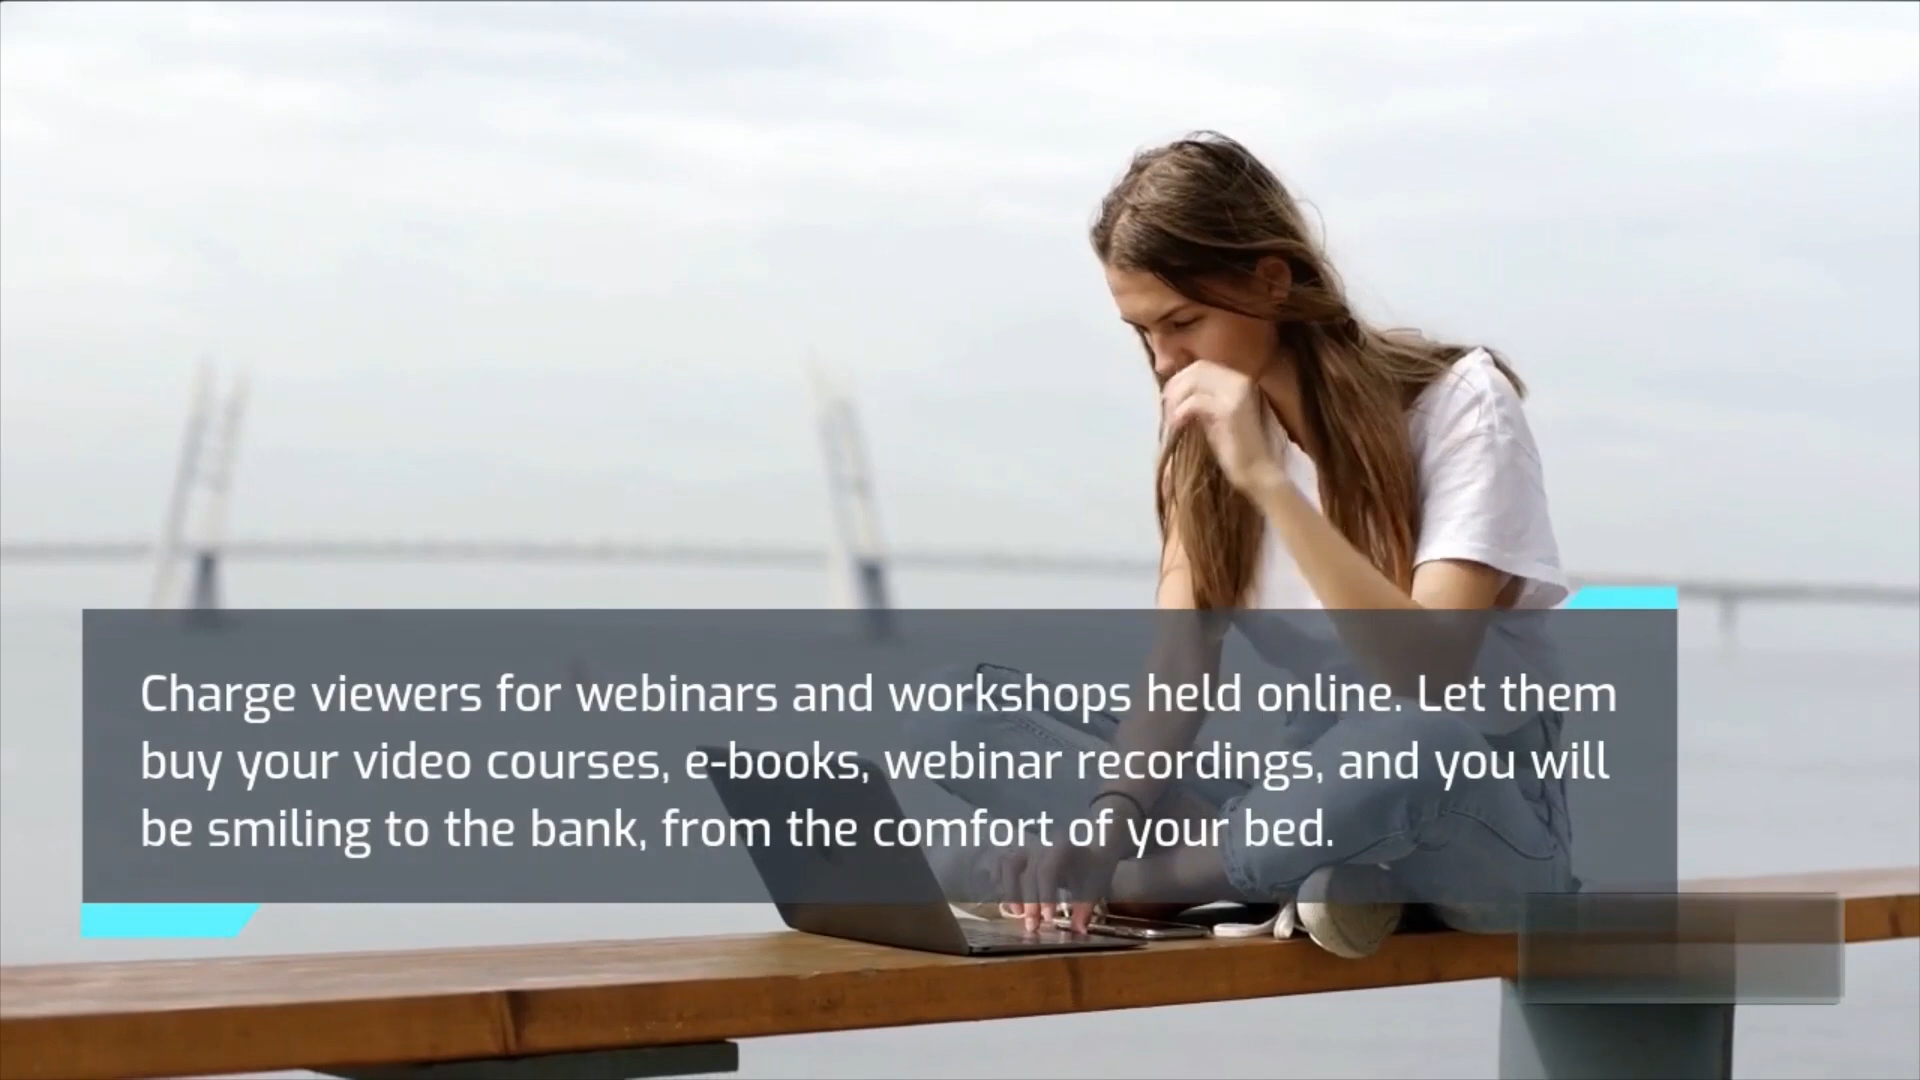 Charge viewers for webinars and workshops held online. Let them
buy your video courses, e-books, webinar recordings, and you will
be smiling to the bank, from the comfort of your bed.